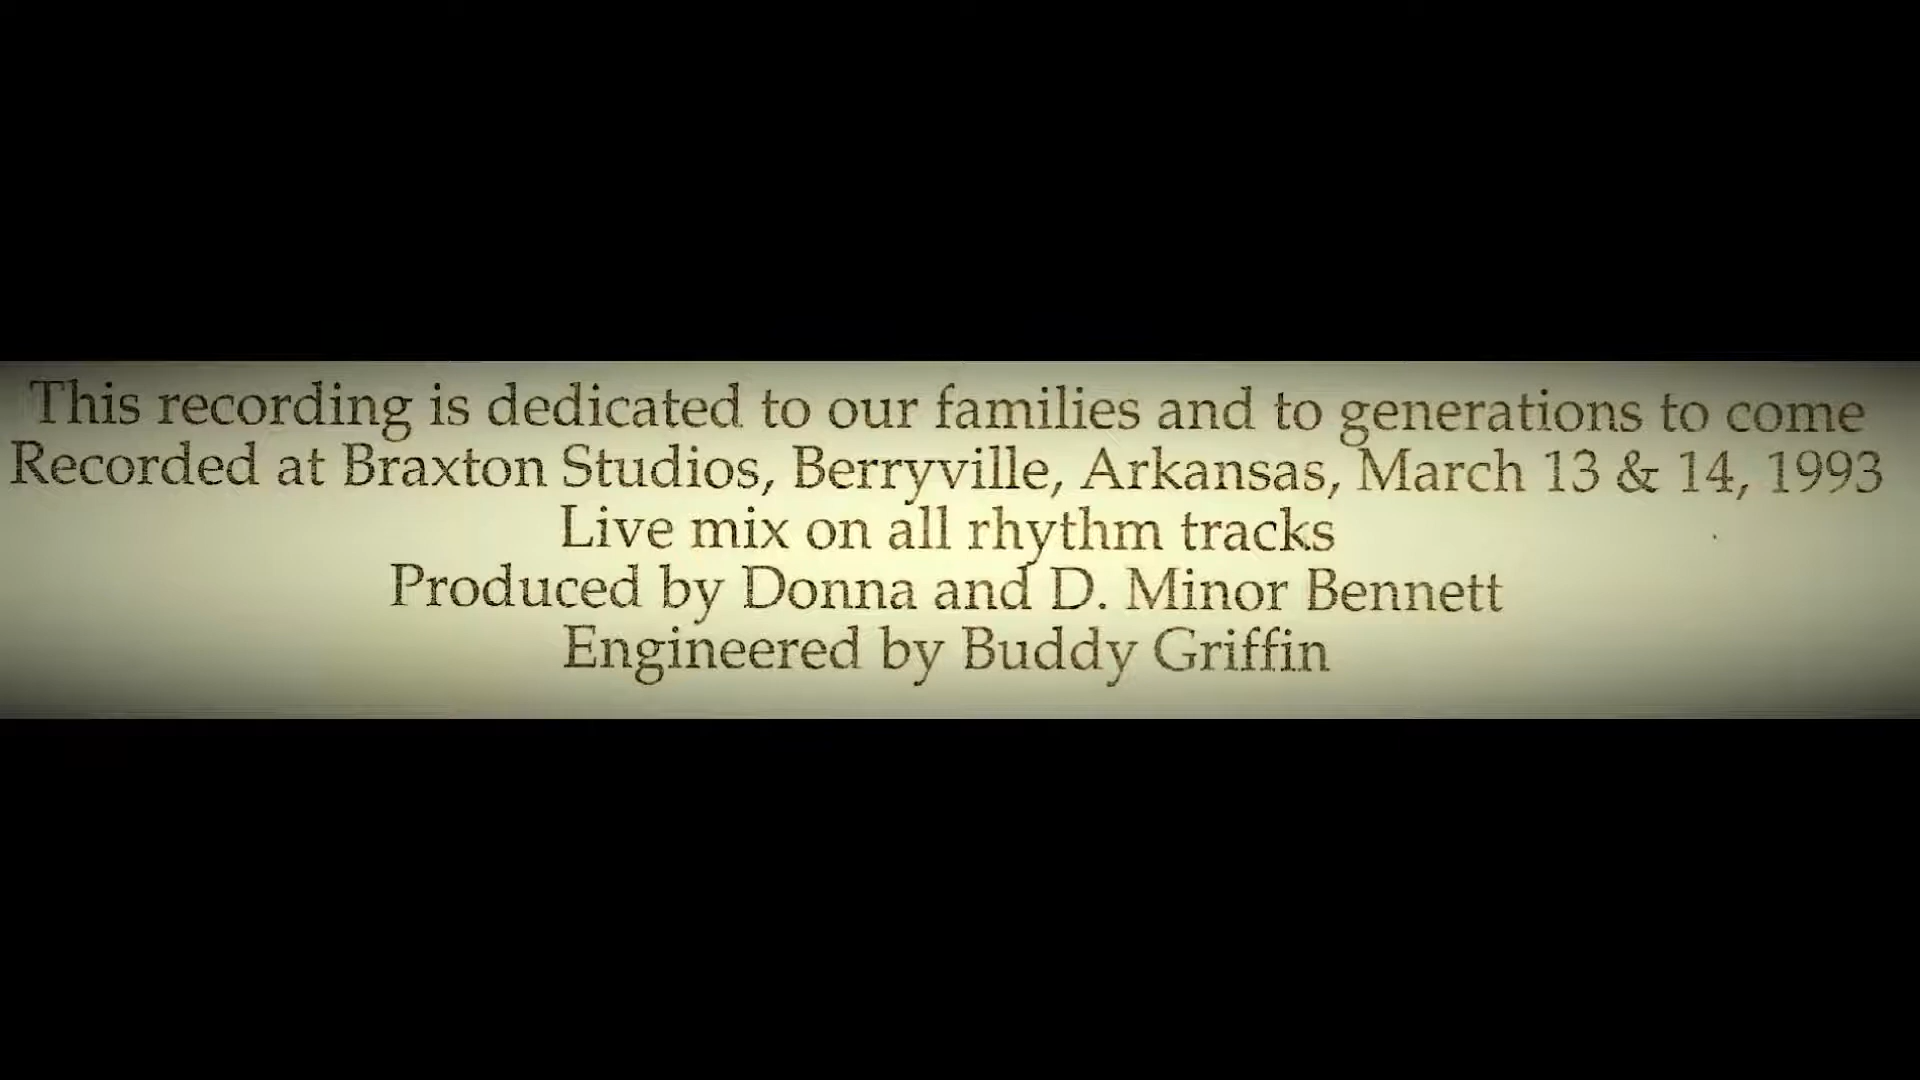 This recording is dedicated to our families and to generations to come
Recorded at Braxton Studios, Berryville, Arkansas, March 13 & 14, 1993
Live mix on all rhythm tracks
Produced by Donna and D. Minor Bennett
Engineered by Buddy Griffin